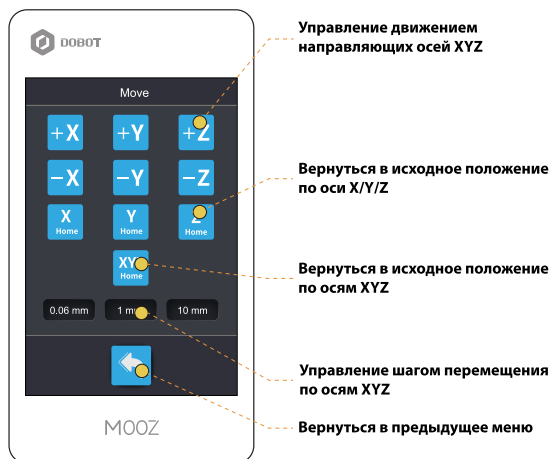 DOBOT
Move
+X +Y +Z
−X −Y −Z
X Y Z
Home Home Home
XY
Home
0.06 mm 1 mm 10 mm
MOOZ
Управление движением
направляющих осей XYZ
Вернуться в исходное положение
по оси X/Y/Z
Вернуться в исходное положение
по осям XYZ
Управление шагом перемещения
по осям XYZ
Вернуться в предыдущее меню